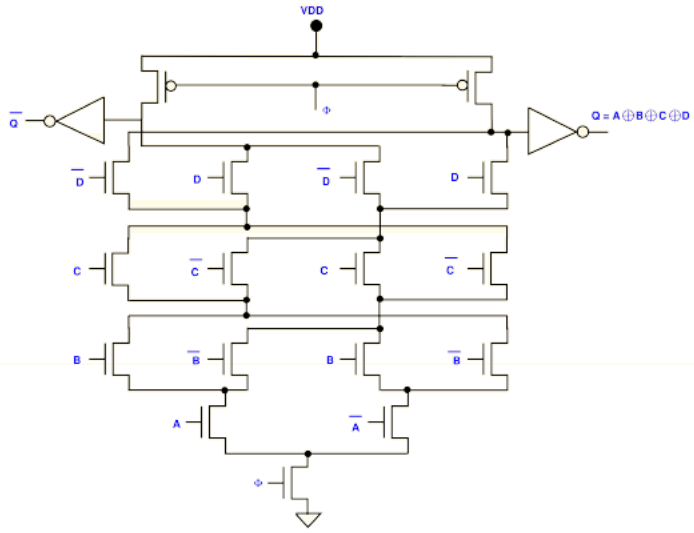 VDD
Φ
Q̅
Q = A⊕B⊕C⊕D
D̅ D D̅ D
C C̅ C C̅
B B̅ B B̅
A A̅
Φ